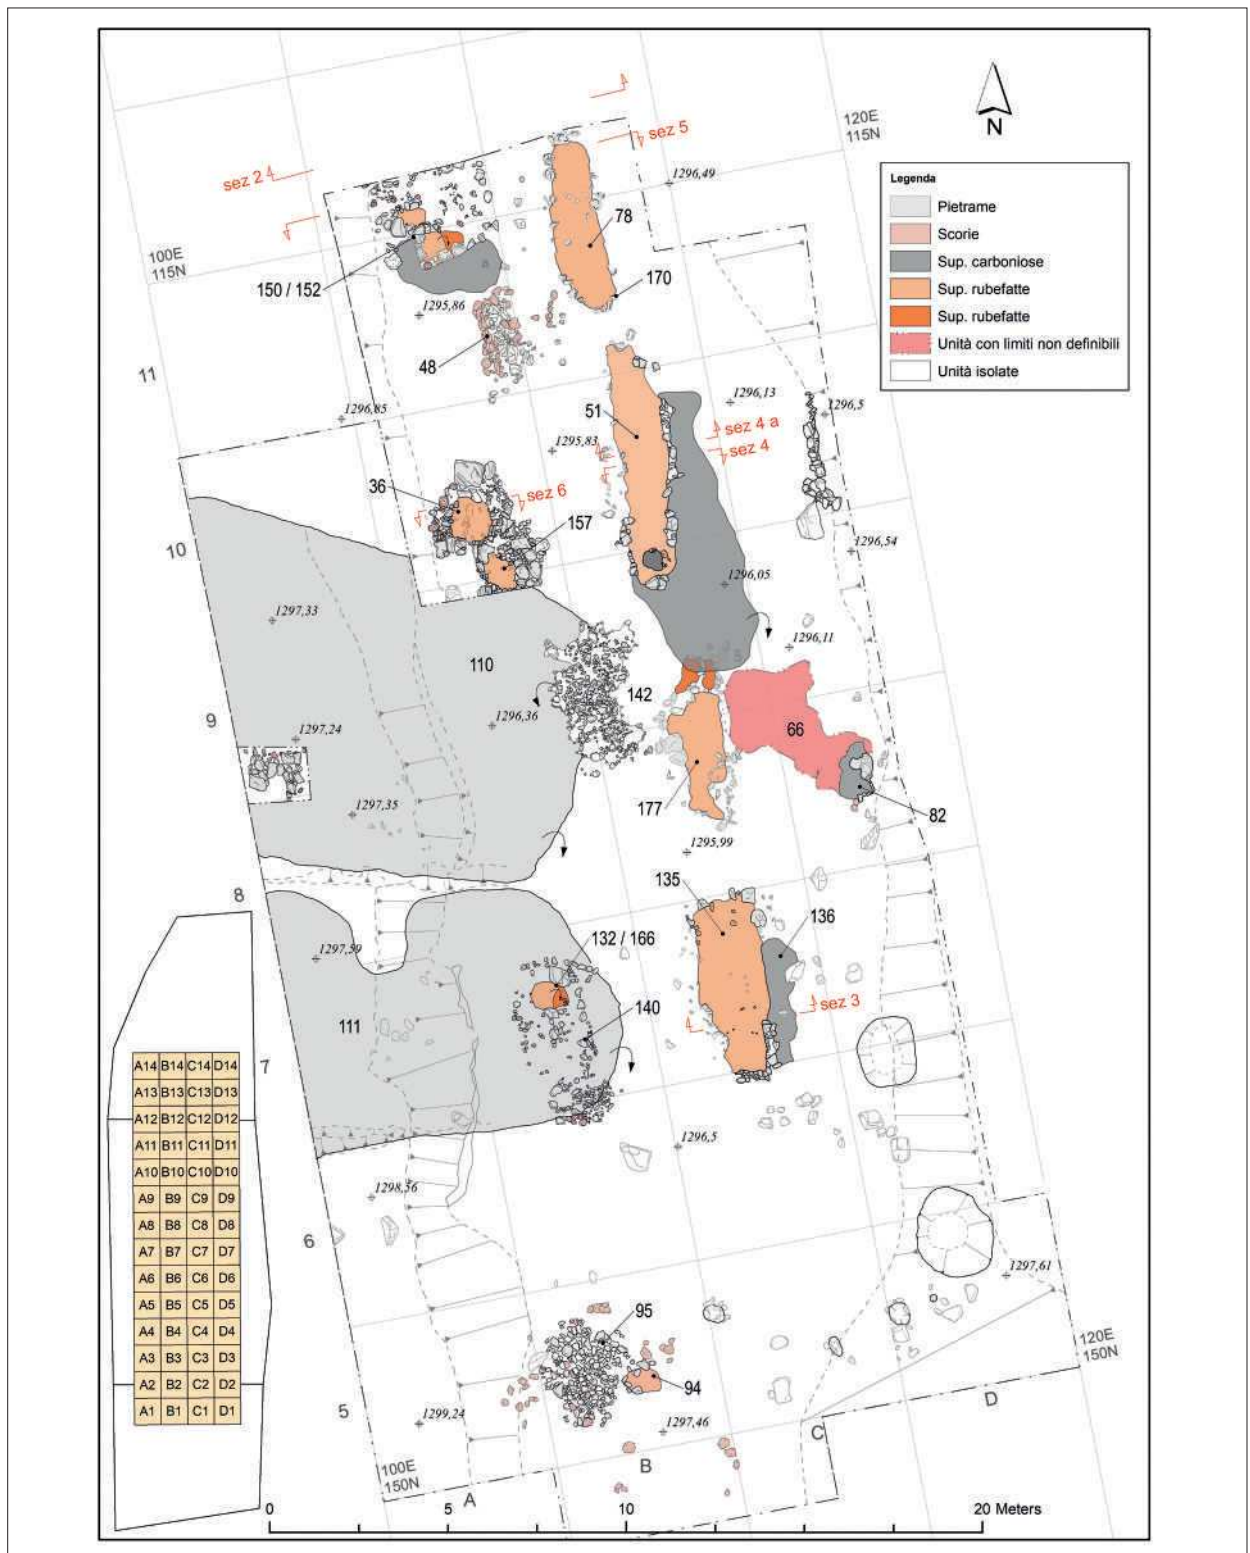 120E
115N
N
sez 5
sez 2
1296,49
Legenda
Pietrame
Scorie
Sup. carboniose
Sup. rubefatte
Sup. rubefatte
Unità con limiti non definibili
Unità isolate
78
100E
115N
150 / 152
170
1295,86
48
11
1296,85
1296,13
1296,5
51
sez 4 a
sez 4
1295,83
36
sez 6
157
10
1296,54
1296,05
1297,33
1296,11
110
142
9
1297,24
1296,36
66
177
82
1297,35
1295,99
135
8
136
132 / 166
1297,59
140
sez 3
111
7
A14 B14 C14 D14
A13 B13 C13 D13
A12 B12 C12 D12
A11 B11 C11 D11
A10 B10 C10 D10
A9 B9 C9 D9
A8 B8 C8 D8
A7 B7 C7 D7
A6 B6 C6 D6
A5 B5 C5 D5
A4 B4 C4 D4
A3 B3 C3 D3
A2 B2 C2 D2
A1 B1 C1 D1
1296,5
1298,56
6
1297,61
95
120E
150N
94
5
1299,24
1297,46
D
C
B
100E
150N
A
0 5 10 20 Meters